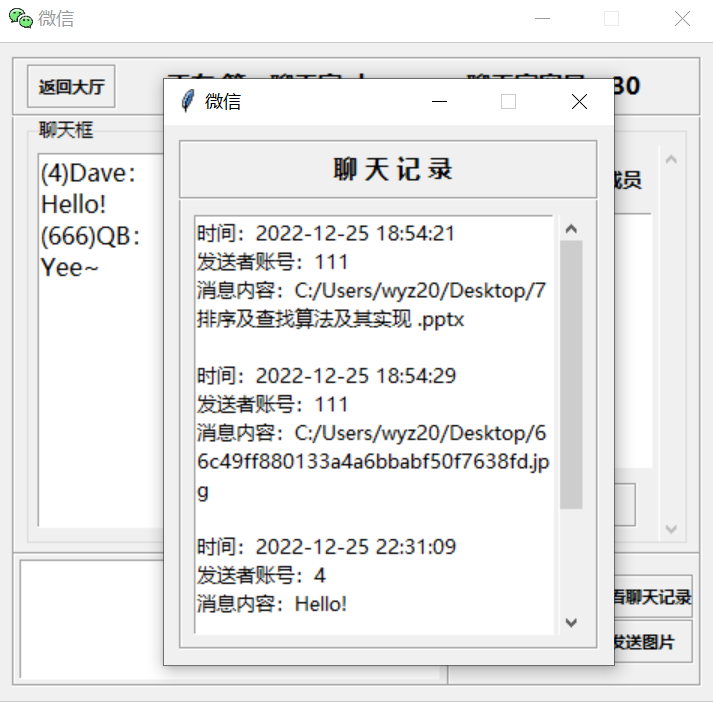 微信
返回大厅
30
聊天框
(4)Dave：
Hello!
(666)QB：
Yee~
成员
微信
聊 天 记 录
时间：2022-12-25 18:54:21
发送者账号：111
消息内容：C:/Users/wyz20/Desktop/7
排序及查找算法及其实现 .pptx
时间：2022-12-25 18:54:29
发送者账号：111
消息内容：C:/Users/wyz20/Desktop/6
6c49ff880133a4a6bbabf50f7638fd.jp
g
时间：2022-12-25 22:31:09
发送者账号：4
消息内容：Hello!
看聊天记录
发送图片